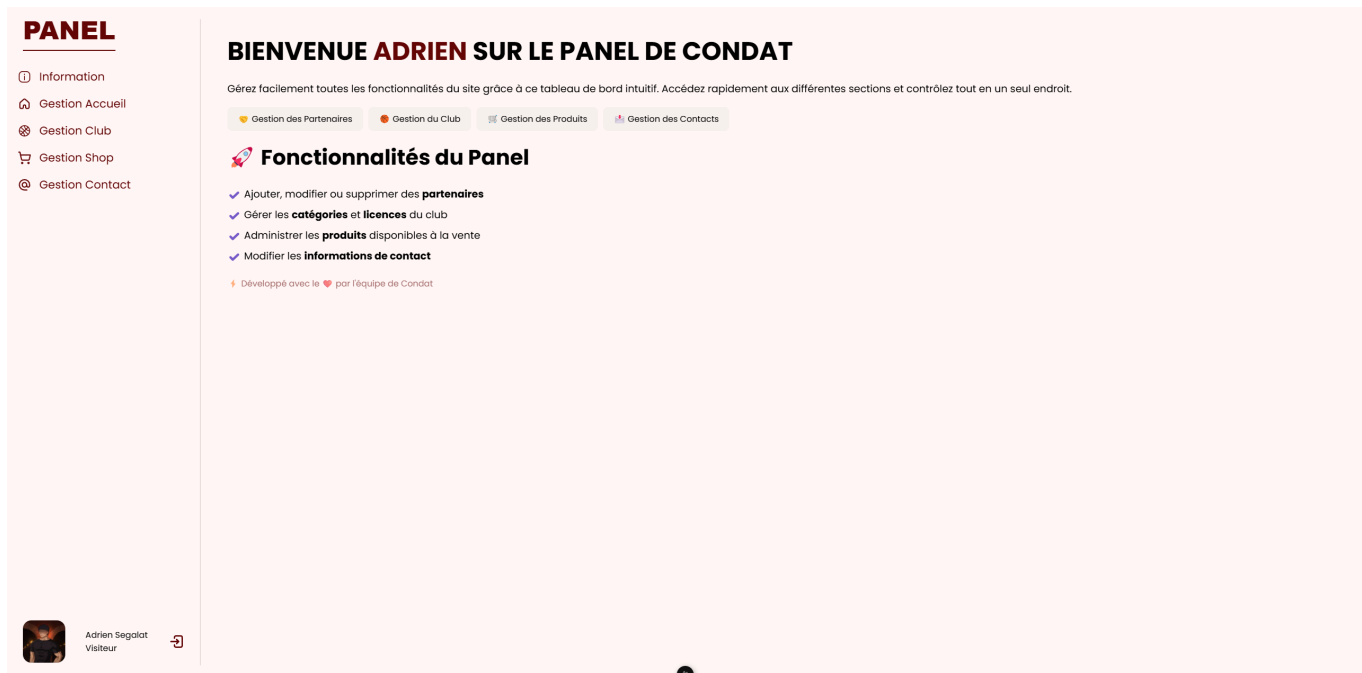 PANEL
Information
Gestion Accueil
Gestion Club
Gestion Shop
Gestion Contact
BIENVENUE ADRIEN SUR LE PANEL DE CONDAT
Gérez facilement toutes les fonctionnalités du site grâce à ce tableau de bord intuitif. Accédez rapidement aux différentes sections et contrôlez tout en un seul endroit.
🤝 Gestion des Partenaires 🏀 Gestion du Club 🛒 Gestion des Produits 📩 Gestion des Contacts
🚀 Fonctionnalités du Panel
✔ Ajouter, modifier ou supprimer des partenaires
✔ Gérer les catégories et licences du club
✔ Administrer les produits disponibles à la vente
✔ Modifier les informations de contact
⚡ Développé avec le ❤️ par l'équipe de Condat
Adrien Segalat
Visiteur